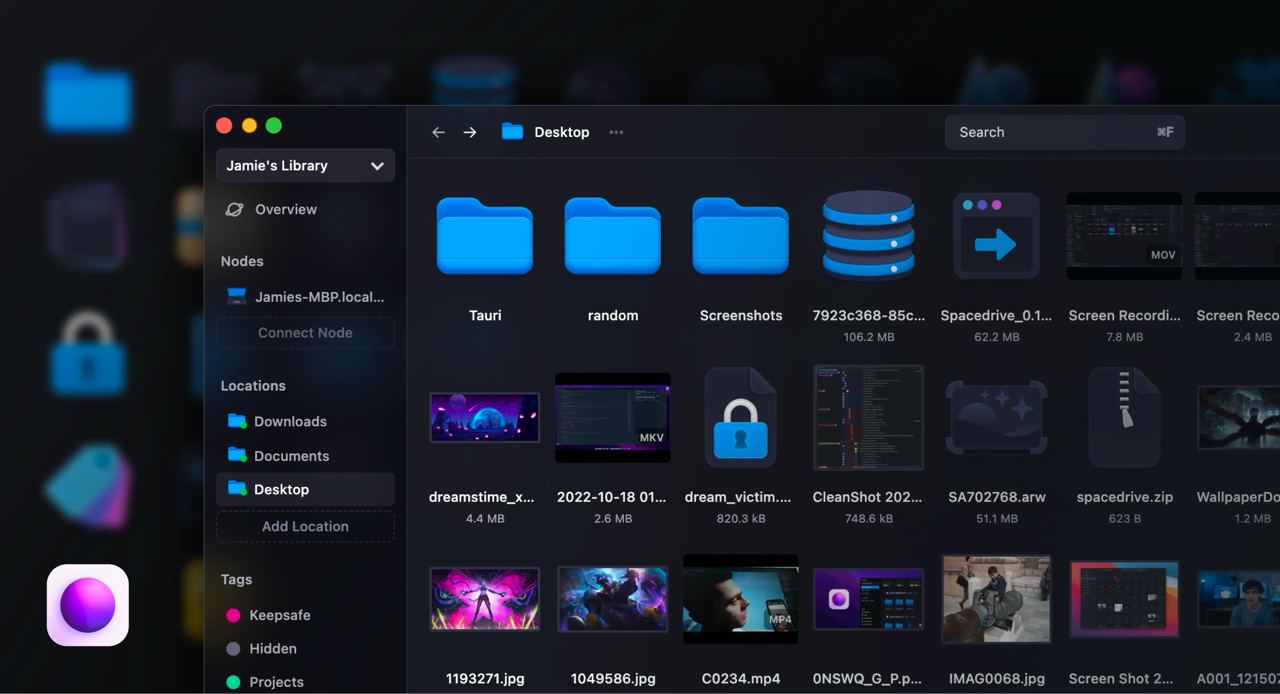 Jamie's Library
Overview
Nodes
Jamies-MBP.local...
Connect Node
Locations
Downloads
Documents
Desktop
Add Location
Tags
Keepsafe
Hidden
Projects
Desktop
Search ⌘F
MOV
Tauri random Screenshots 7923c368-85c... Spacedrive_0.1... Screen Recordi... Screen Reco
106.2 MB 62.2 MB 7.8 MB 2.4 MB
MKV
dreamstime_x... 2022-10-18 01... dream_victim.... CleanShot 202... SA702768.arw spacedrive.zip WallpaperDo
4.4 MB 2.6 MB 820.3 kB 748.6 kB 51.1 MB 623 B 1.2 MB
MP4
1193271.jpg 1049586.jpg C0234.mp4 0NSWQ_G_P.p... IMAG0068.jpg Screen Shot 2... A001_121502